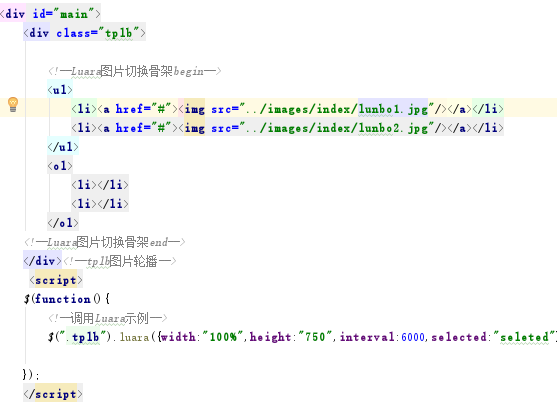 <div id="main">
<div class="tplb">
<!--Luara图片切换骨架begin-->
<ul>
<li><a href="#"><img src="../images/index/lunbo1.jpg"/></a></li>
<li><a href="#"><img src="../images/index/lunbo2.jpg"/></a></li>
</ul>
<ol>
<li></li>
<li></li>
</ol>
<!--Luara图片切换骨架end-->
</div><!--tplb图片轮播-->
<script>
$(function(){
<!--调用Luara示例-->
$(".tplb").luara({width:"100%",height:"750",interval:6000,selected:"seleted"
});
</script>